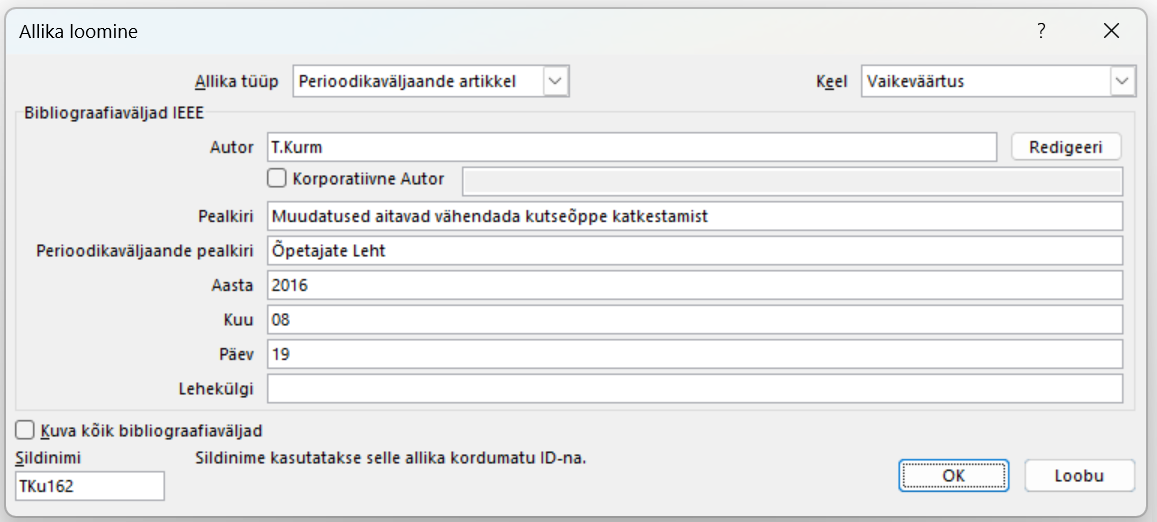 Allika loomine ?
Allika tüüp Perioodikaväljaande artikkel Keel Vaikeväärtus
Bibliograafiaväljad IEEE
Autor T.Kurm Redigeeri
Korporatiivne Autor
Pealkiri Muudatused aitavad vähendada kutseõppe katkestamist
Perioodikaväljaande pealkiri Õpetajate Leht
Aasta 2016
Kuu 08
Päev 19
Lehekülgi
Kuva kõik bibliograafiaväljad
Sildinimi Sildinime kasutatakse selle allika kordumatu ID-na.
TKu162 OK Loobu